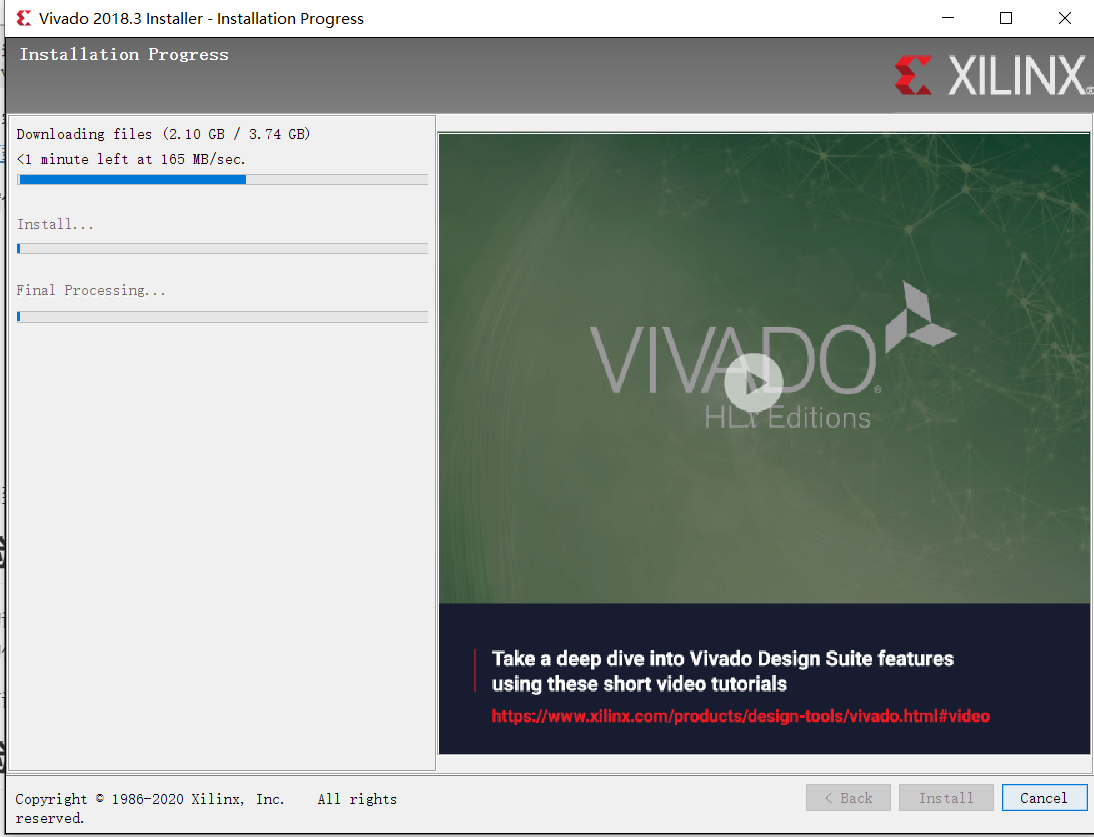 Vivado 2018.3 Installer - Installation Progress
Installation Progress
XILINX®
Downloading files (2.10 GB / 3.74 GB)
<1 minute left at 165 MB/sec.
Install...
Final Processing...
VIVADO®
HLx Editions
Take a deep dive into Vivado Design Suite features
using these short video tutorials
https://www.xilinx.com/products/design-tools/vivado.html#video
Copyright © 1986-2020 Xilinx, Inc. All rights
reserved.
< Back
Install
Cancel